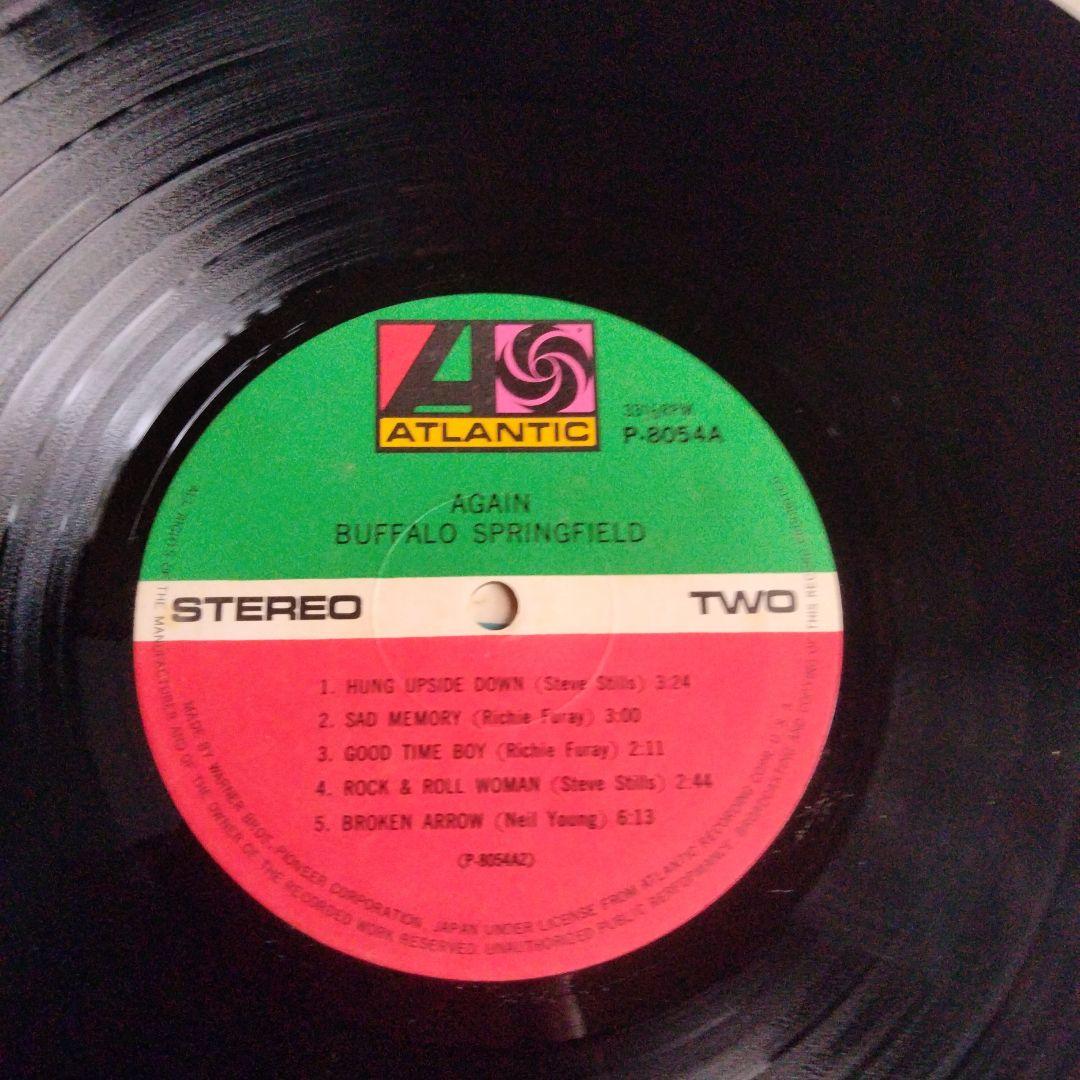 ATLANTIC
33⅓RPM
P-8054A
AGAIN
BUFFALO SPRINGFIELD
STEREO
TWO
1. HUNG UPSIDE DOWN (Steve Stills) 3:24
2. SAD MEMORY (Richie Furay) 3:00
3. GOOD TIME BOY (Richie Furay) 2:11
4. ROCK & ROLL WOMAN (Steve Stills) 2:44
5. BROKEN ARROW (Neil Young) 6:13
(P-8054A2)
MADE BY WARNER BROS. PIONEER CORPORATION, JAPAN UNDER LICENSE FROM ATLANTIC RECORDING CORP., U.S.A.
ALL RIGHTS OF THE MANUFACTURER AND OF THE OWNER OF THE RECORDED WORK RESERVED. UNAUTHORIZED PUBLIC PERFORMANCE BROADCASTING AND COPYING OF THIS RECORD